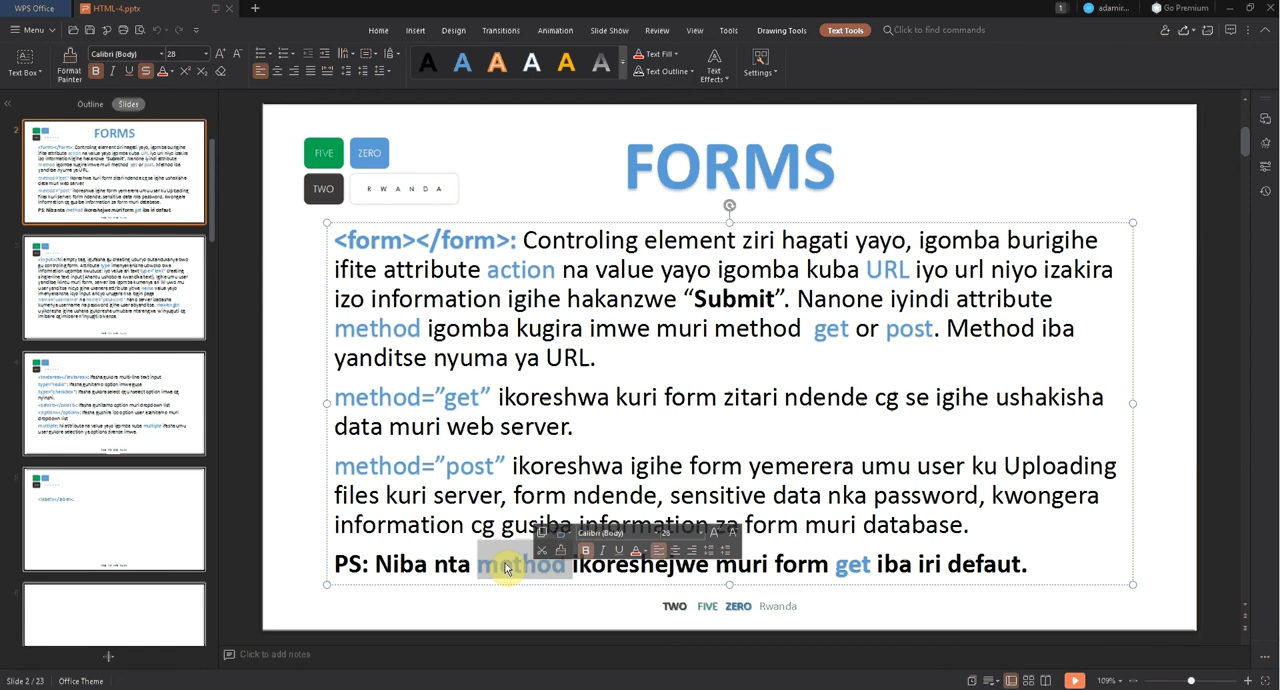 WPS Office
HTML-4.pptx
1
adamir...
Go Premium
Menu
Home
Insert
Design
Transitions
Animation
Slide Show
Review
View
Tools
Drawing Tools
Text Tools
Click to find commands
Text Box
Format
Painter
Calibri (Body)
28
B I U S
A A A A A A
Text Fill
Text Outline
Text
Effects
Settings
Outline
Slides
FORMS
FIVE
ZERO
TWO
R W A N D A
FORMS
<form></form>: Controling element ziri hagati yayo, igomba burigihe
ifite attribute action na value yayo igomba kuba URL iyo url niyo izakira
izo information igihe hakanzwe “Submit”. Nanone iyindi attribute
method igomba kugira imwe muri method get or post. Method iba
yanditse nyuma ya URL.
method=”get” ikoreshwa kuri form zitari ndende cg se igihe ushakisha
data muri web server.
method=”post” ikoreshwa igihe form yemerera umu user ku Uploading
files kuri server, form ndende, sensitive data nka password, kwongera
information cg gusiba information za form muri database.
Calibri (Body)
28
PS: Niba nta method ikoreshejwe muri form get iba iri defaut.
TWO FIVE ZERO Rwanda
Click to add notes
Slide 2 / 23
Office Theme
109%